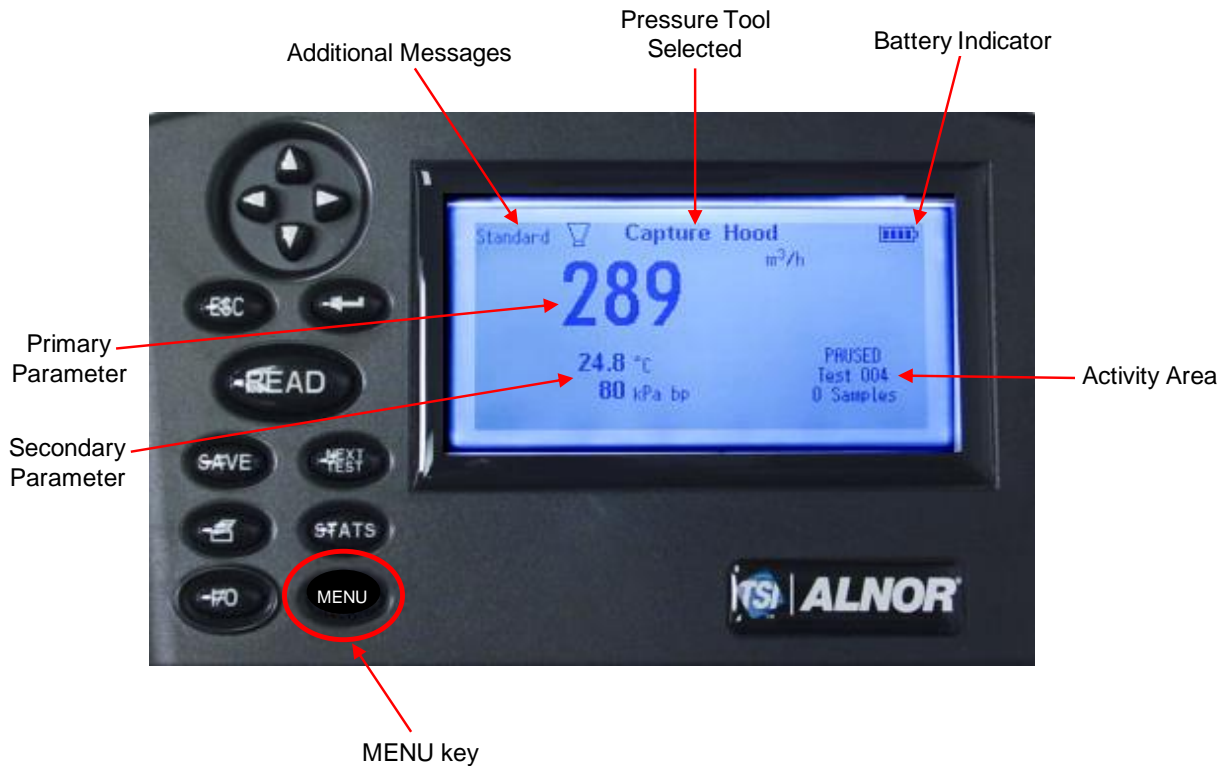 Pressure Tool
Selected
Additional Messages
Battery Indicator
Standard Capture Hood
m³/h
289
24.8 °C
80 kPa bp
PAUSED
Test 004
0 Samples
Primary
Parameter
Secondary
Parameter
Activity Area
ESC
READ
SAVE
NEXT
TEST
STATS
I/O
MENU
TSI ALNOR
MENU key